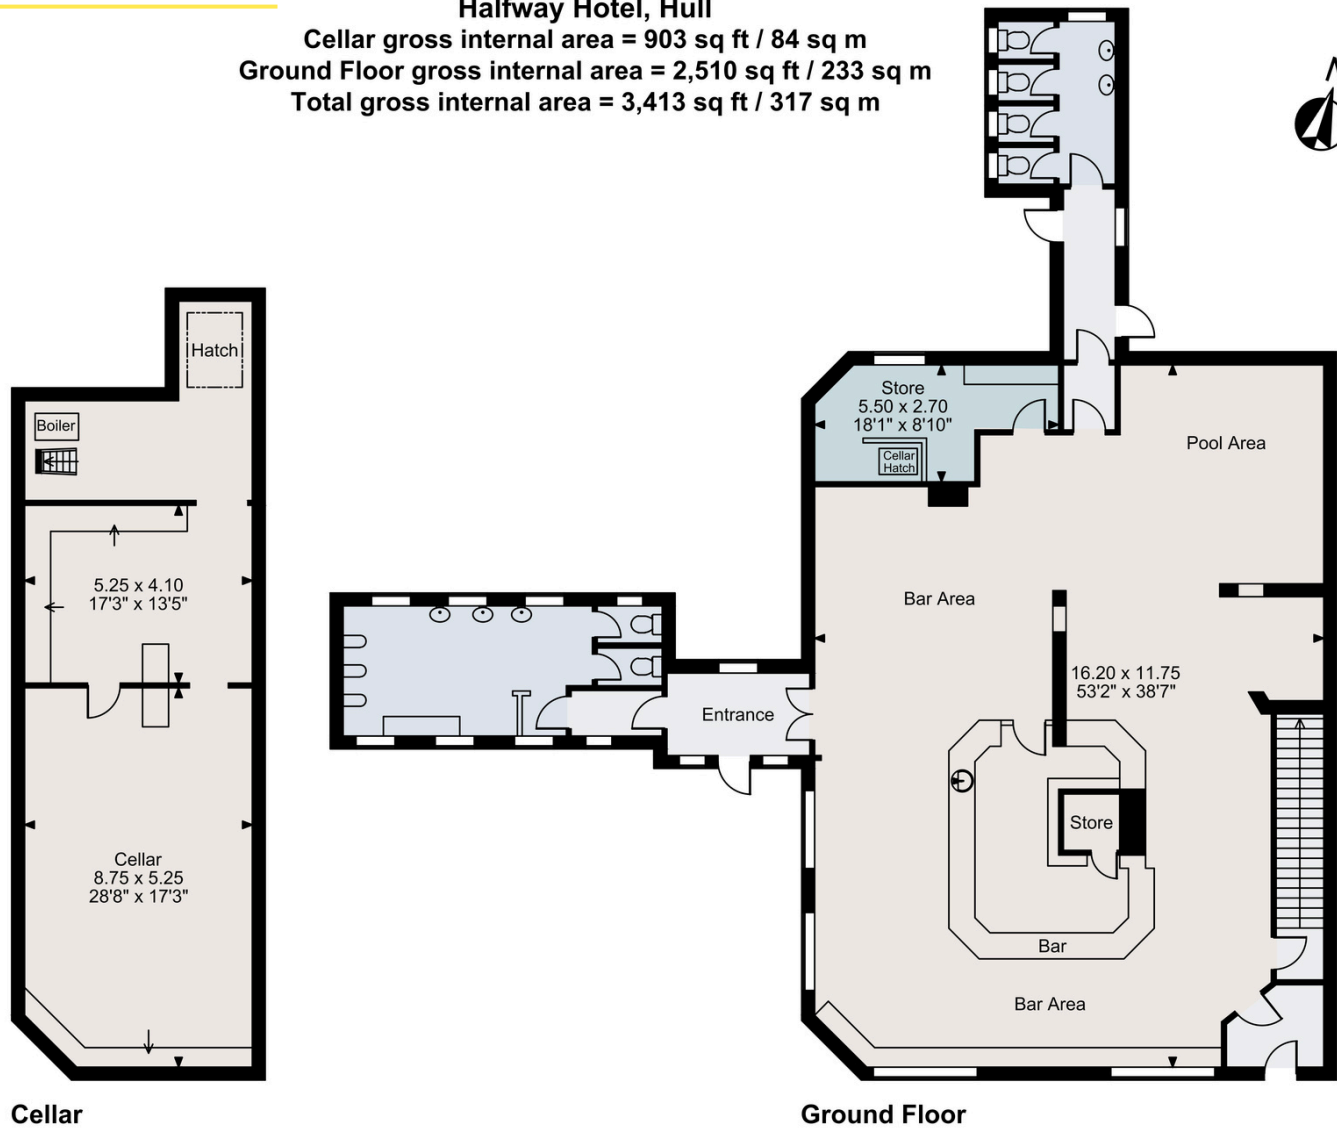 Halfway Hotel, Hull
Cellar gross internal area = 903 sq ft / 84 sq m
Ground Floor gross internal area = 2,510 sq ft / 233 sq m
Total gross internal area = 3,413 sq ft / 317 sq m
N
Hatch
Boiler
5.25 x 4.10
17'3" x 13'5"
Cellar
8.75 x 5.25
28'8" x 17'3"
Cellar
Store
5.50 x 2.70
18'1" x 8'10"
Cellar
Hatch
Pool Area
Bar Area
16.20 x 11.75
53'2" x 38'7"
Entrance
Store
Bar
Bar Area
Ground Floor